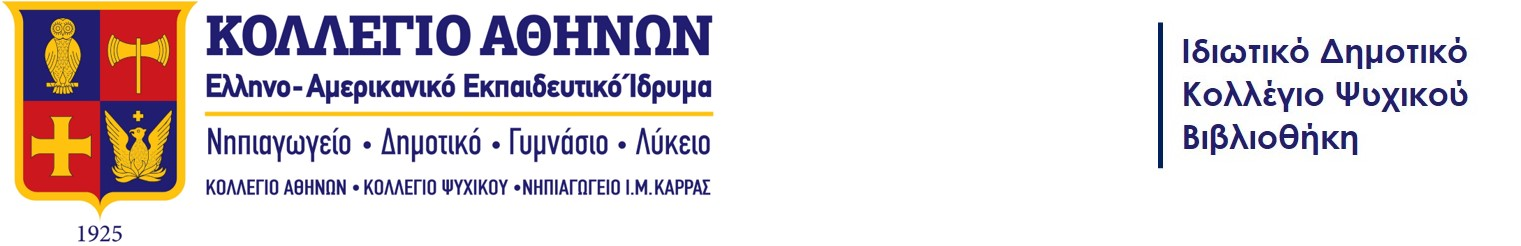 ΚΟΛΛΕΓΙΟ ΑΘΗΝΩΝ
Ελληνο-Αμερικανικό Εκπαιδευτικό Ίδρυμα
Νηπιαγωγείο • Δημοτικό • Γυμνάσιο • Λύκειο
ΚΟΛΛΕΓΙΟ ΑΘΗΝΩΝ • ΚΟΛΛΕΓΙΟ ΨΥΧΙΚΟΥ • ΝΗΠΙΑΓΩΓΕΙΟ Ι.Μ. ΚΑΡΡΑΣ
1925
Ιδιωτικό Δημοτικό
Κολλέγιο Ψυχικού
Βιβλιοθήκη